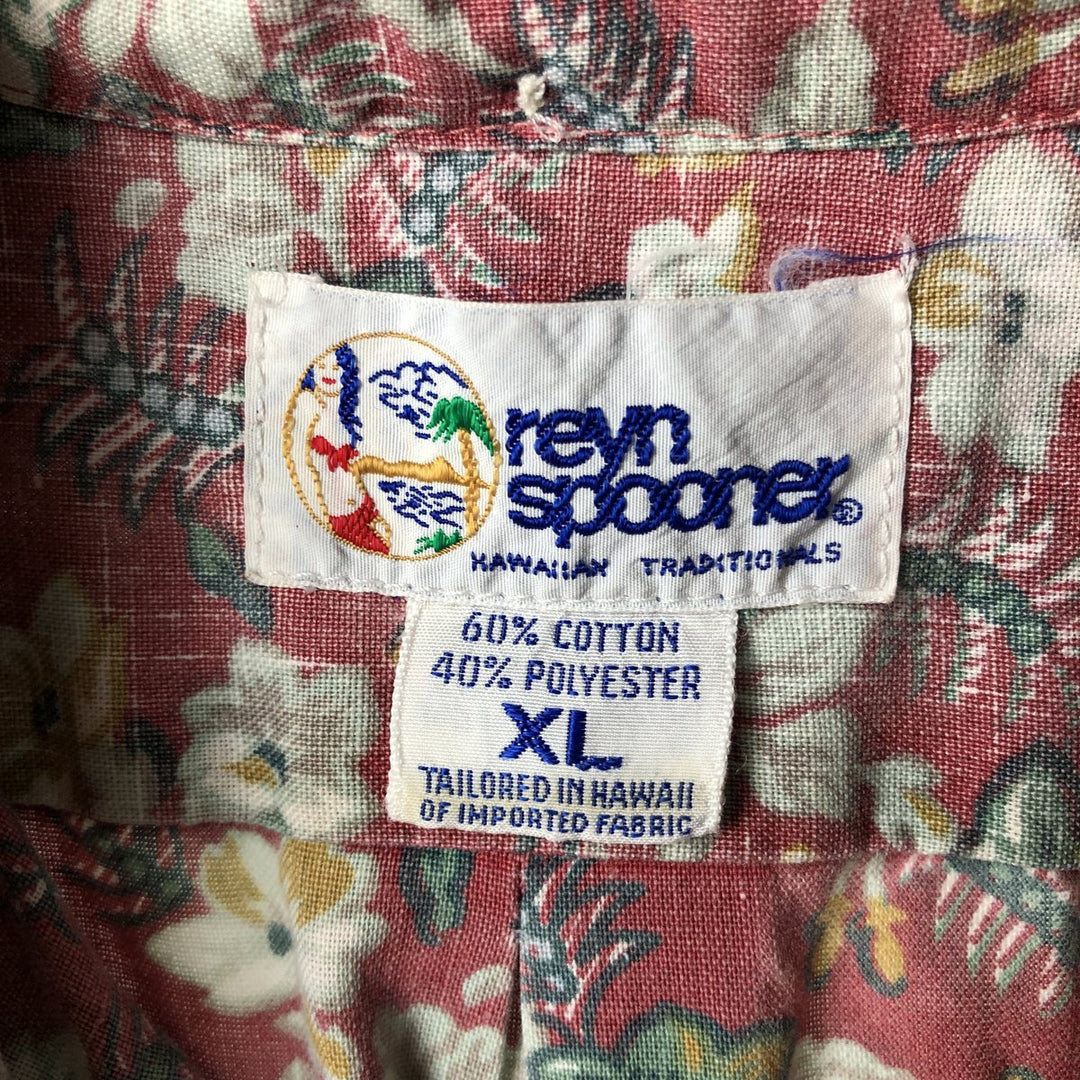 reyn
spooner®
HAWAIIAN TRADITIONALS
60% COTTON
40% POLYESTER
XL
TAILORED IN HAWAII
OF IMPORTED FABRIC